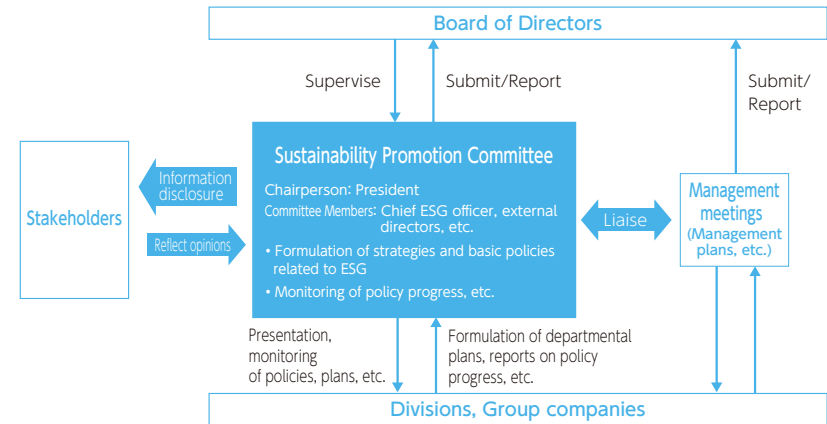 Board of Directors
Supervise
Submit/Report
Submit/
Report
Sustainability Promotion Committee
Chairperson: President
Committee Members: Chief ESG officer, external
directors, etc.
• Formulation of strategies and basic policies
related to ESG
• Monitoring of policy progress, etc.
Stakeholders
Information
disclosure
Reflect opinions
Liaise
Management
meetings
(Management
plans, etc.)
Presentation,
monitoring
of policies, plans, etc.
Formulation of departmental
plans, reports on policy
progress, etc.
Divisions, Group companies